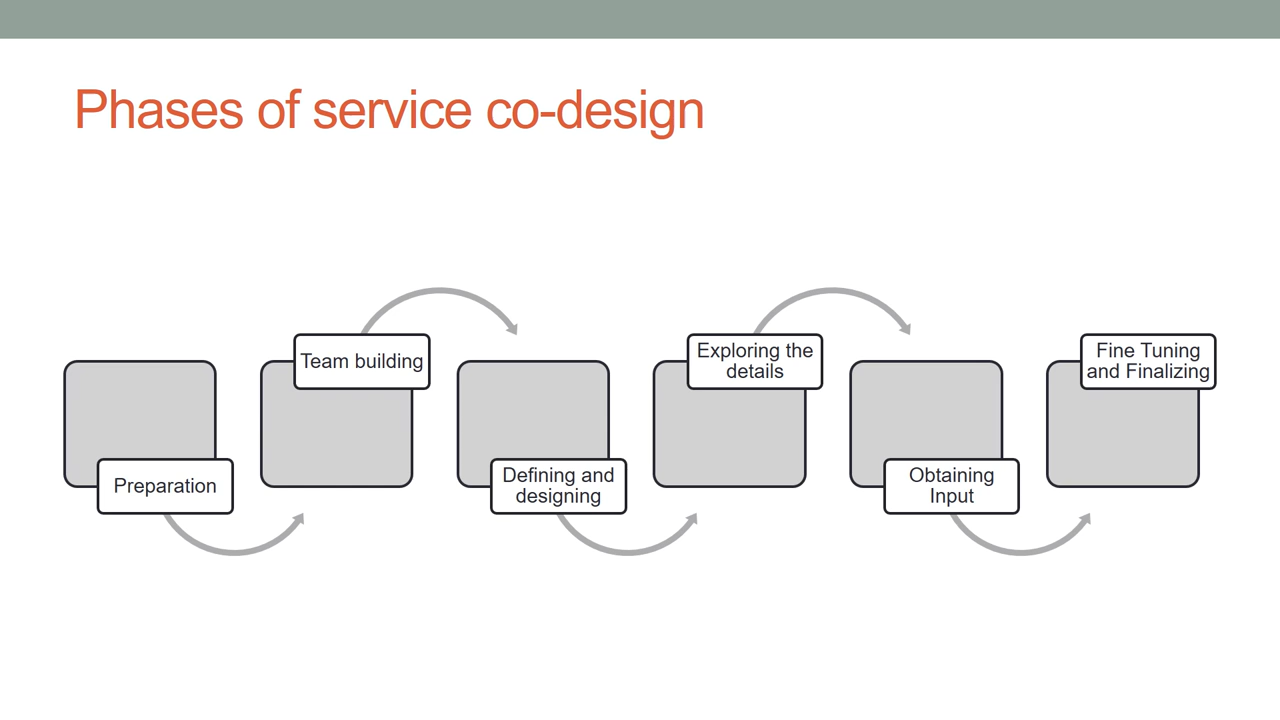 Phases of service co-design
Preparation
Team building
Defining and
designing
Exploring the
details
Obtaining
Input
Fine Tuning
and Finalizing